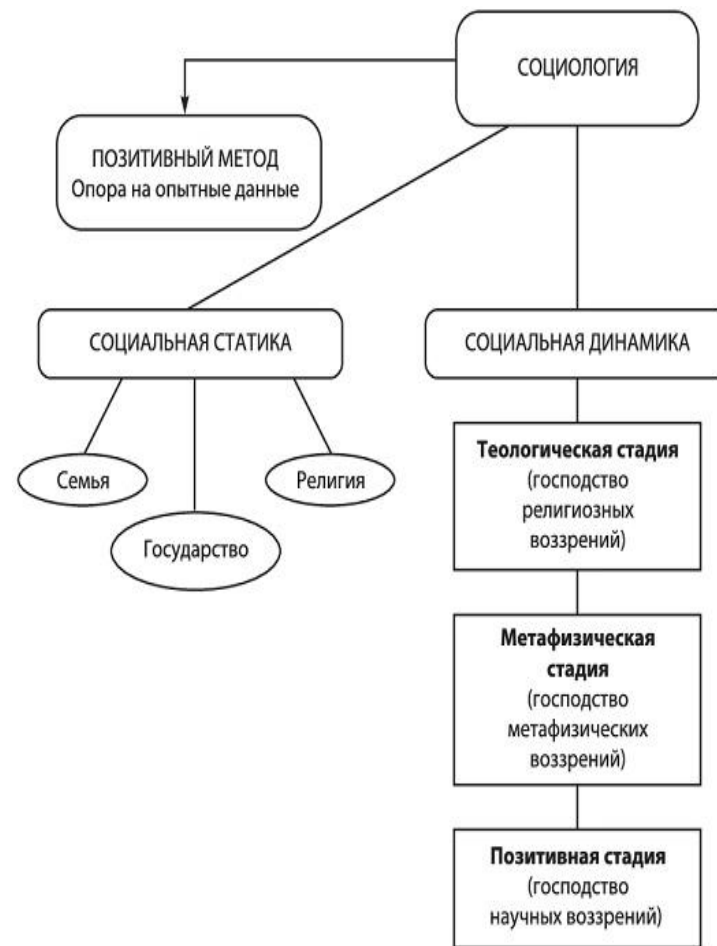 СОЦИОЛОГИЯ
ПОЗИТИВНЫЙ МЕТОД
Опора на опытные данные
СОЦИАЛЬНАЯ СТАТИКА
СОЦИАЛЬНАЯ ДИНАМИКА
Семья
Религия
Государство
Теологическая стадия
(господство
религиозных
воззрений)
Метафизическая
стадия
(господство
метафизических
воззрений)
Позитивная стадия
(господство
научных воззрений)